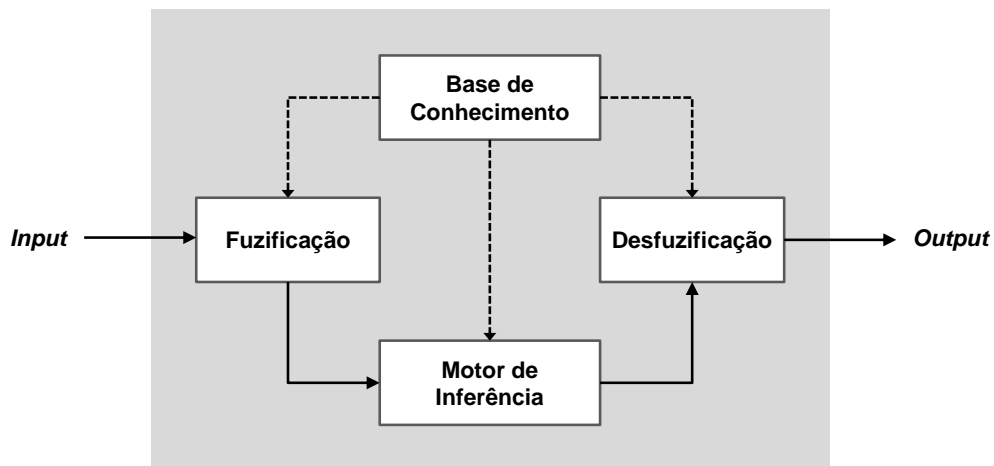 Base de
Conhecimento
Input
Fuzificação
Desfuzificação
Output
Motor de
Inferência